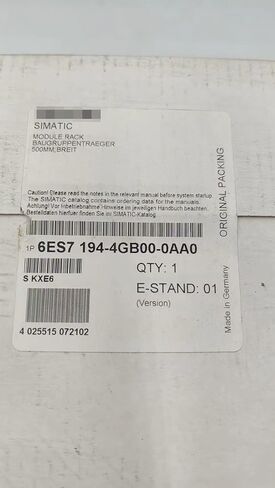 SIMATIC
MODULE RACK
BAUGRUPPENTRAEGER
500MM;BREIT
Caution! Please read the notes in the relevant manual before system startup.
The SIMATIC catalog contains ordering data for the manuals.
Achtung! Vor Inbetriebnahme Hinweise im jeweiligen Handbuch beachten.
Bestelldaten hierfuer finden Sie im SIMATIC-Katalog
1P 6ES7 194-4GB00-0AA0
S KXE6
QTY: 1
E-STAND: 01
(Version)
4 025515 072102
ORIGINAL PACKING
Made in Germany